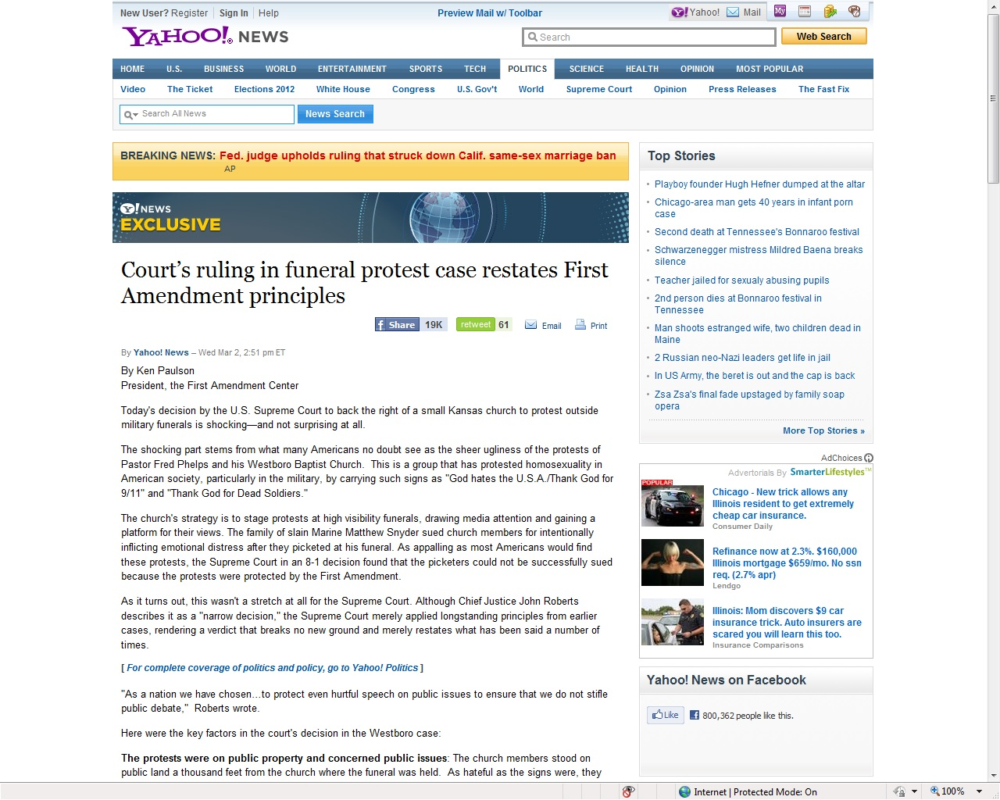 New User? Register Sign In Help Preview Mail w/ Toolbar Yahoo! Mail
YAHOO!® NEWS
Search Web Search
HOME U.S. BUSINESS WORLD ENTERTAINMENT SPORTS TECH POLITICS SCIENCE HEALTH OPINION MOST POPULAR
Video The Ticket Elections 2012 White House Congress U.S. Gov't World Supreme Court Opinion Press Releases The Fast Fix
Search All News News Search
BREAKING NEWS: Fed. judge upholds ruling that struck down Calif. same-sex marriage ban
AP
Y! NEWS
EXCLUSIVE
Court’s ruling in funeral protest case restates First
Amendment principles
Share 19K retweet 61 Email Print
By Yahoo! News – Wed Mar 2, 2:51 pm ET
By Ken Paulson
President, the First Amendment Center
Today's decision by the U.S. Supreme Court to back the right of a small Kansas church to protest outside
military funerals is shocking—and not surprising at all.
The shocking part stems from what many Americans no doubt see as the sheer ugliness of the protests of
Pastor Fred Phelps and his Westboro Baptist Church. This is a group that has protested homosexuality in
American society, particularly in the military, by carrying such signs as "God hates the U.S.A./Thank God for
9/11" and "Thank God for Dead Soldiers."
The church's strategy is to stage protests at high visibility funerals, drawing media attention and gaining a
platform for their views. The family of slain Marine Matthew Snyder sued church members for intentionally
inflicting emotional distress after they picketed at his funeral. As appalling as most Americans would find
these protests, the Supreme Court in an 8-1 decision found that the picketers could not be successfully sued
because the protests were protected by the First Amendment.
As it turns out, this wasn't a stretch at all for the Supreme Court. Although Chief Justice John Roberts
describes it as a "narrow decision," the Supreme Court merely applied longstanding principles from earlier
cases, rendering a verdict that breaks no new ground and merely restates what has been said a number of
times.
[ For complete coverage of politics and policy, go to Yahoo! Politics ]
"As a nation we have chosen…to protect even hurtful speech on public issues to ensure that we do not stifle
public debate," Roberts wrote.
Here were the key factors in the court's decision in the Westboro case:
The protests were on public property and concerned public issues: The church members stood on
public land a thousand feet from the church where the funeral was held. As hateful as the signs were, they
Top Stories
Playboy founder Hugh Hefner dumped at the altar
Chicago-area man gets 40 years in infant porn
case
Second death at Tennessee's Bonnaroo festival
Schwarzenegger mistress Mildred Baena breaks
silence
Teacher jailed for sexualy abusing pupils
2nd person dies at Bonnaroo festival in
Tennessee
Man shoots estranged wife, two children dead in
Maine
2 Russian neo-Nazi leaders get life in jail
In US Army, the beret is out and the cap is back
Zsa Zsa's final fade upstaged by family soap
opera
More Top Stories »
AdChoices
Advertorials By SmarterLifestyles™
POPULAR
Chicago - New trick allows any
Illinois resident to get extremely
cheap car insurance.
Consumer Daily
Refinance now at 2.3%. $160,000
Illinois mortgage $659/mo. No ssn
req. (2.7% apr)
Lendgo
Illinois: Mom discovers $9 car
insurance trick. Auto insurers are
scared you will learn this too.
Insurance Comparisons
Yahoo! News on Facebook
Like 800,362 people like this.
Internet | Protected Mode: On 100%